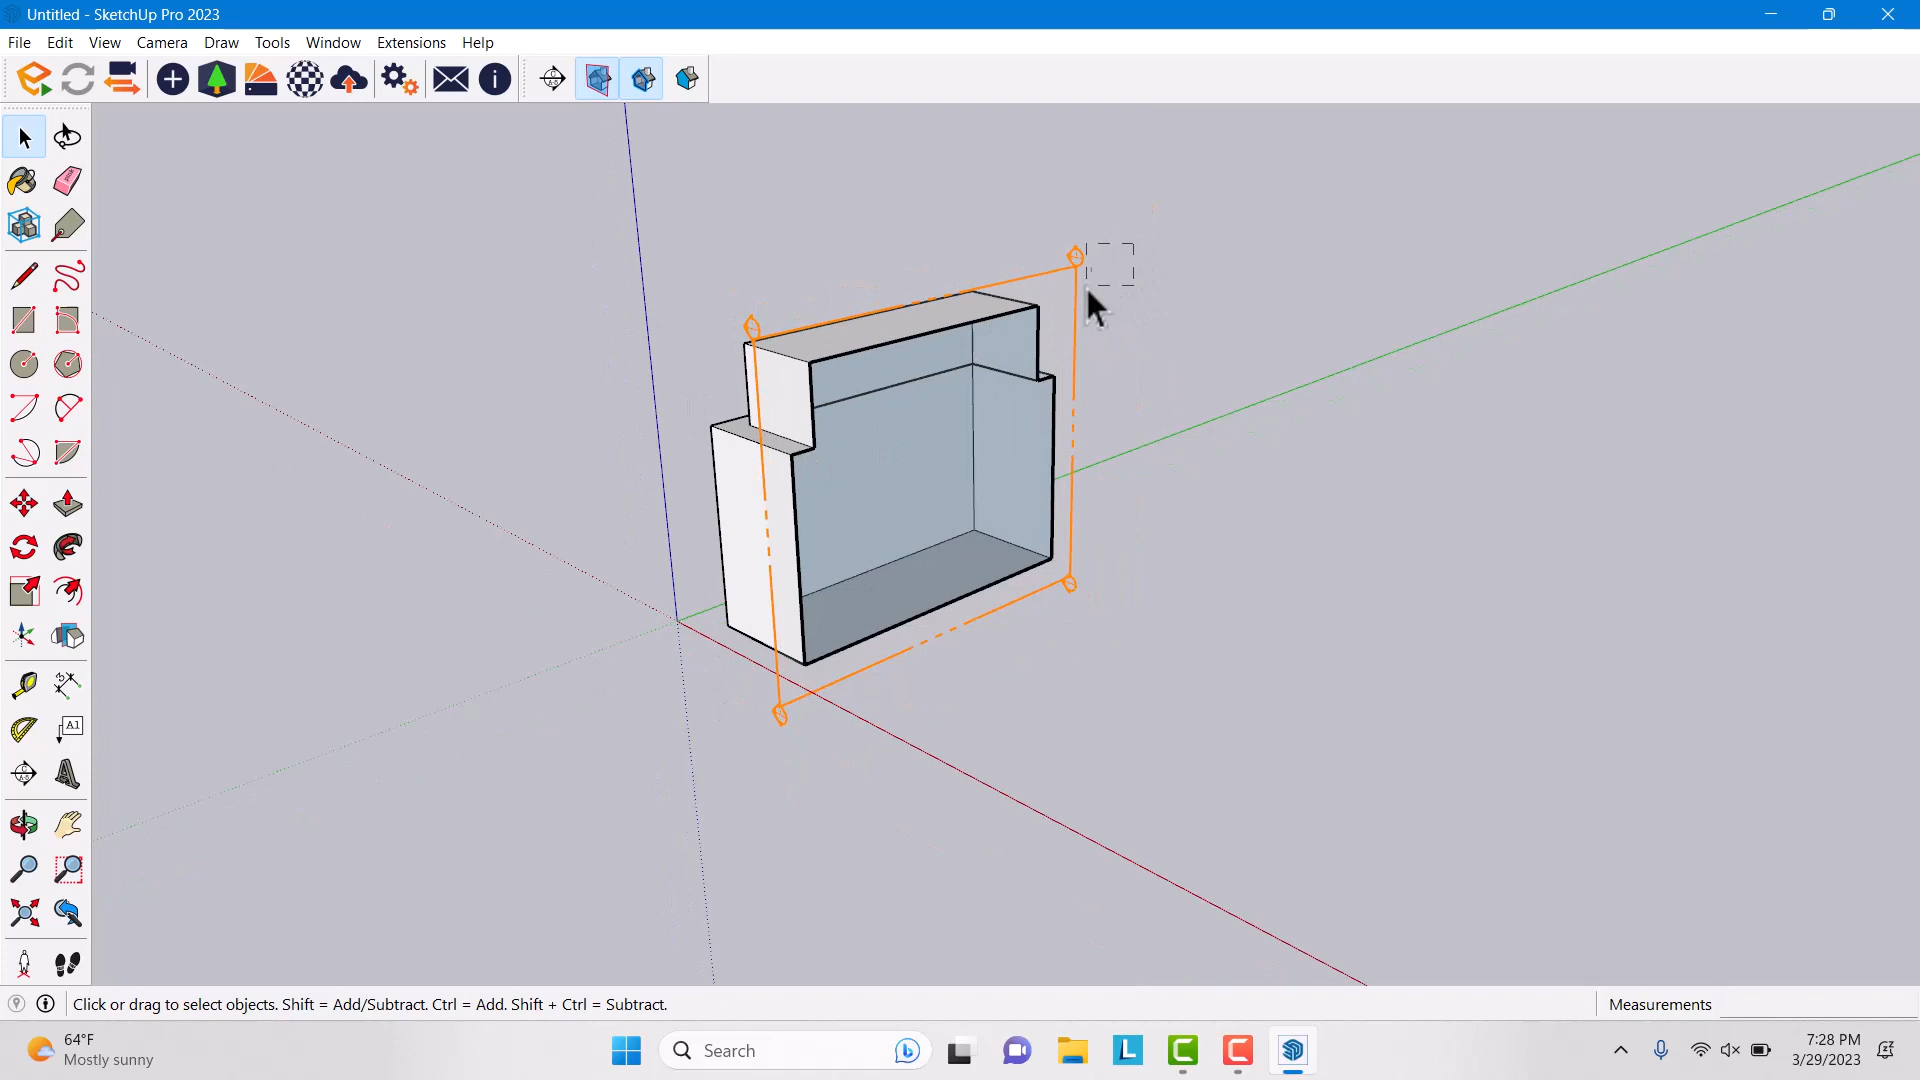 Untitled - SketchUp Pro 2023
File Edit View Camera Draw Tools Window Extensions Help
A1
Click or drag to select objects. Shift = Add/Subtract. Ctrl = Add. Shift + Ctrl = Subtract.
Measurements
64°F
Mostly sunny
Search
7:28 PM
3/29/2023